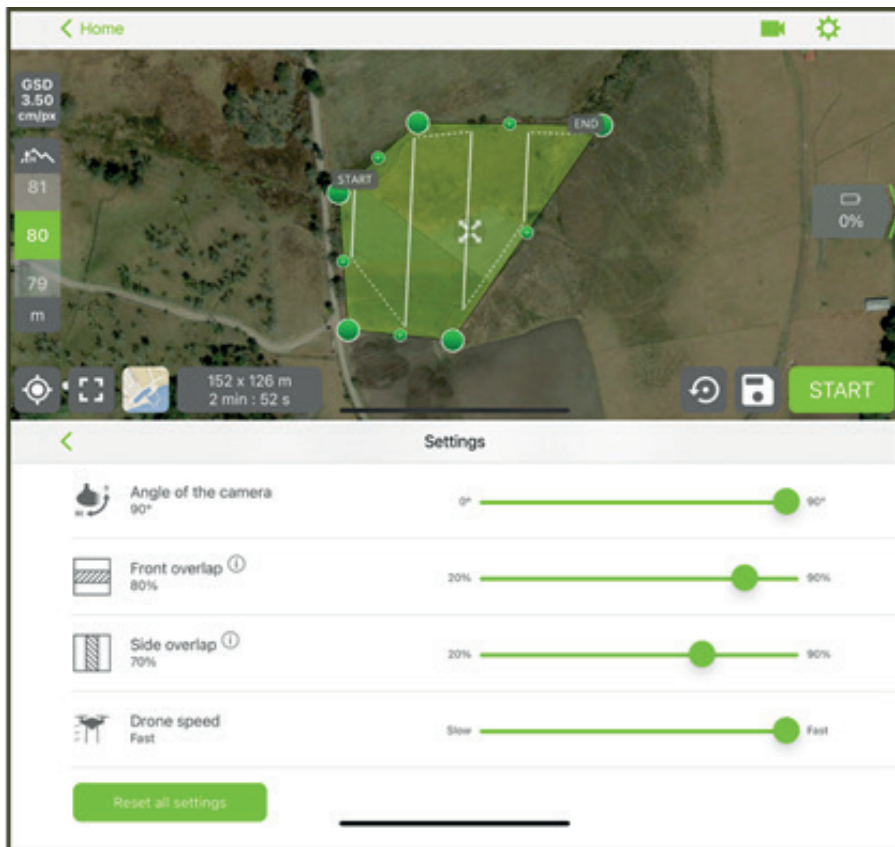 Home
GSD
3.50
cm/px
81
80
79
m
START
END
0%
152 x 126 m
2 min : 52 s
START
Settings
Angle of the camera
90°
0°
90°
Front overlap
80%
20%
90%
Side overlap
70%
20%
90%
Drone speed
Fast
Slow
Fast
Reset all settings